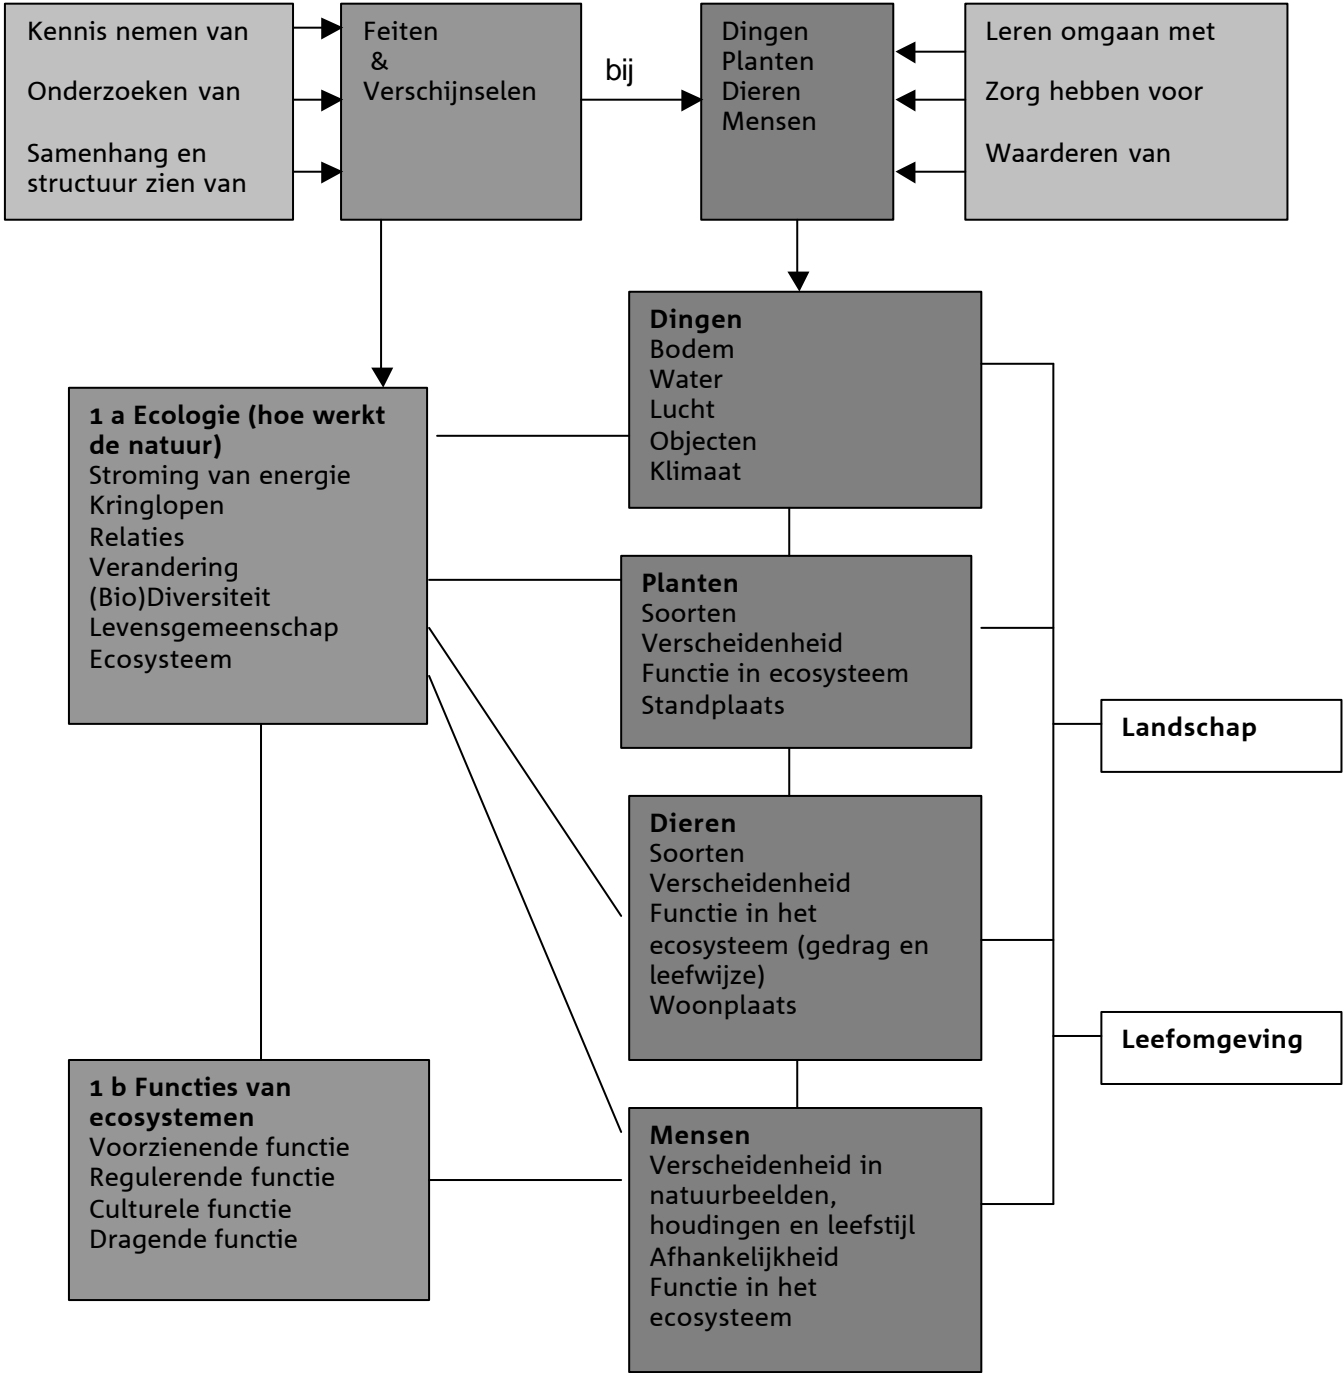 Kennis nemen van
Onderzoeken van
Samenhang en
structuur zien van
Feiten
&
Verschijnselen
bij
Dingen
Planten
Dieren
Mensen
Leren omgaan met
Zorg hebben voor
Waarderen van
1 a Ecologie (hoe werkt
de natuur)
Stroming van energie
Kringlopen
Relaties
Verandering
(Bio)Diversiteit
Levensgemeenschap
Ecosysteem
1 b Functies van
ecosystemen
Voorzienende functie
Regulerende functie
Culturele functie
Dragende functie
Dingen
Bodem
Water
Lucht
Objecten
Klimaat
Planten
Soorten
Verscheidenheid
Functie in ecosysteem
Standplaats
Dieren
Soorten
Verscheidenheid
Functie in het
ecosysteem (gedrag en
leefwijze)
Woonplaats
Mensen
Verscheidenheid in
natuurbeelden,
houdingen en leefstijl
Afhankelijkheid
Functie in het
ecosysteem
Landschap
Leefomgeving